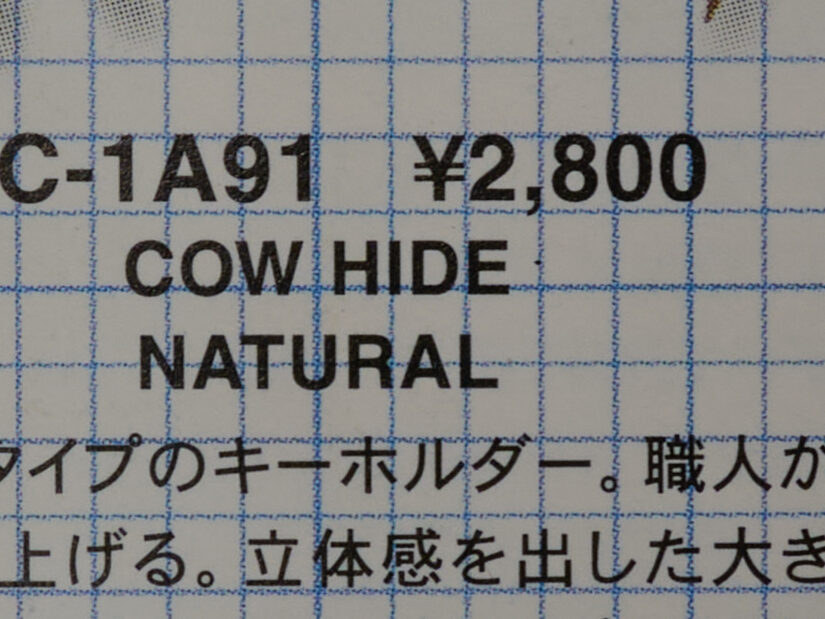 C-1A91 ¥2,800
COW HIDE
NATURAL
タイプのキーホルダー。職人が
上げる。立体感を出した大き